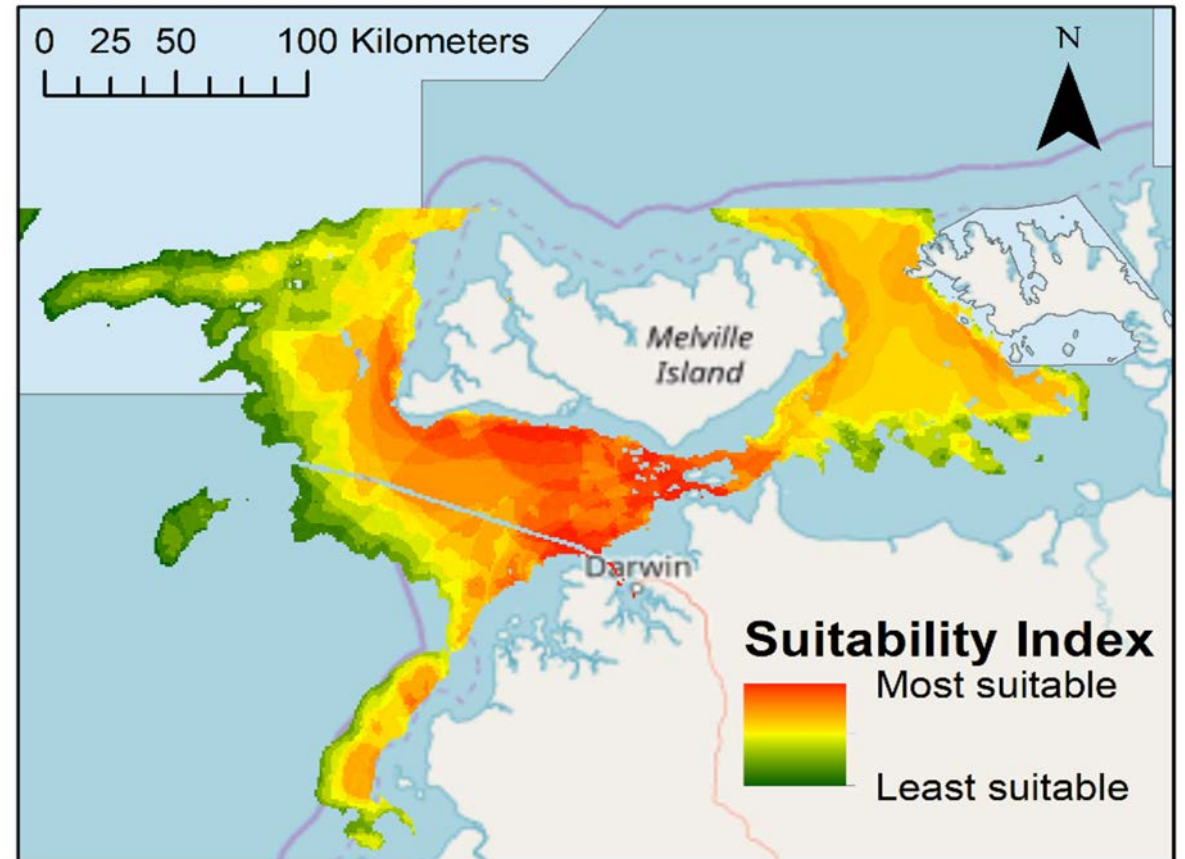 0 25 50 100 Kilometers
N
Melville
Island
Darwin
Suitability Index
Most suitable
Least suitable